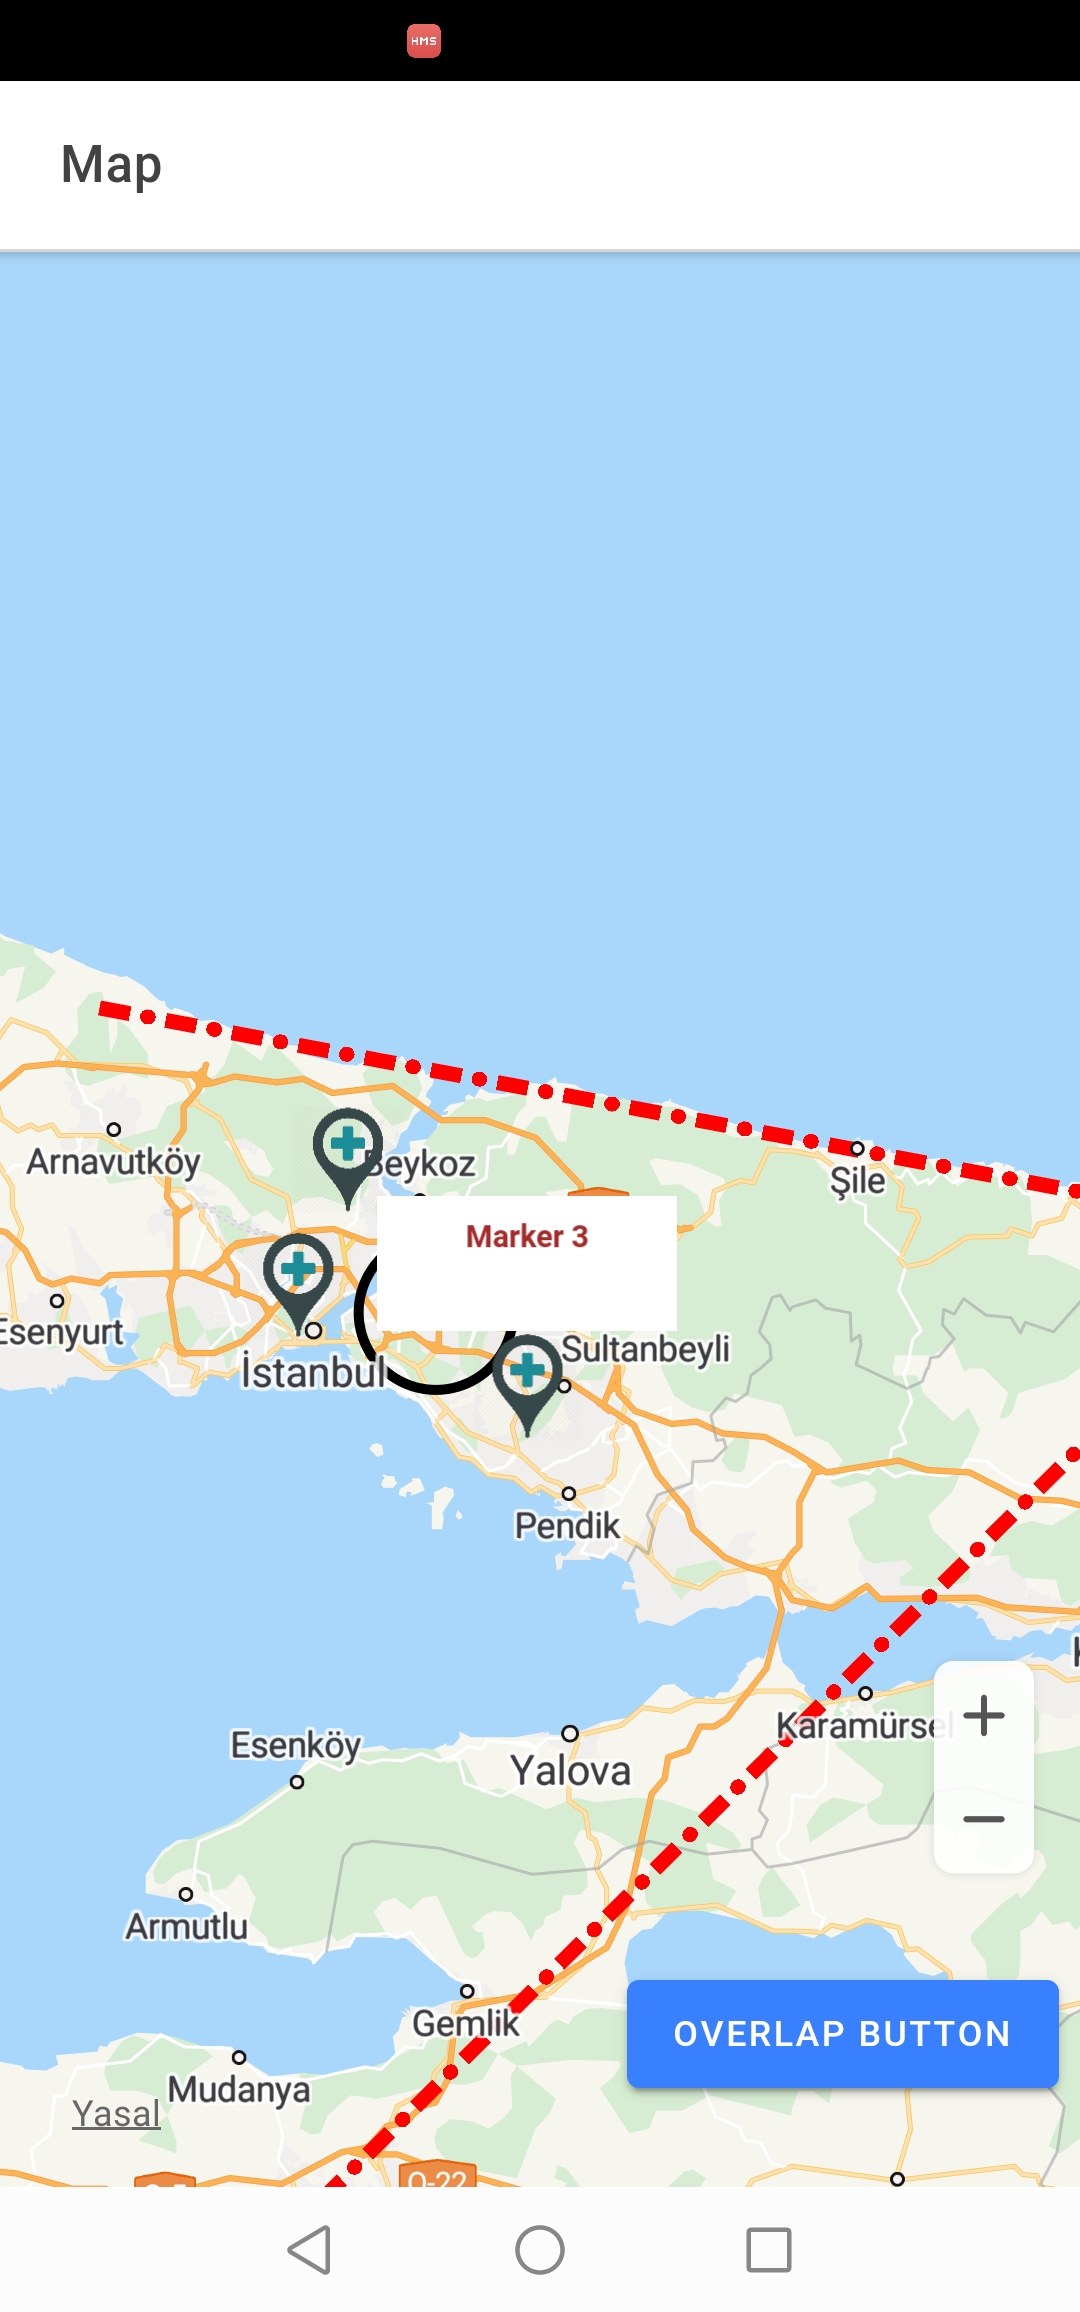 HMS
Map
Arnavutköy
Beykoz
Şile
Marker 3
Esenyurt
İstanbul
Sultanbeyli
Pendik
Karamürsel
Esenköy
Yalova
Armutlu
Gemlik
OVERLAP BUTTON
Mudanya
Yasal
O-22